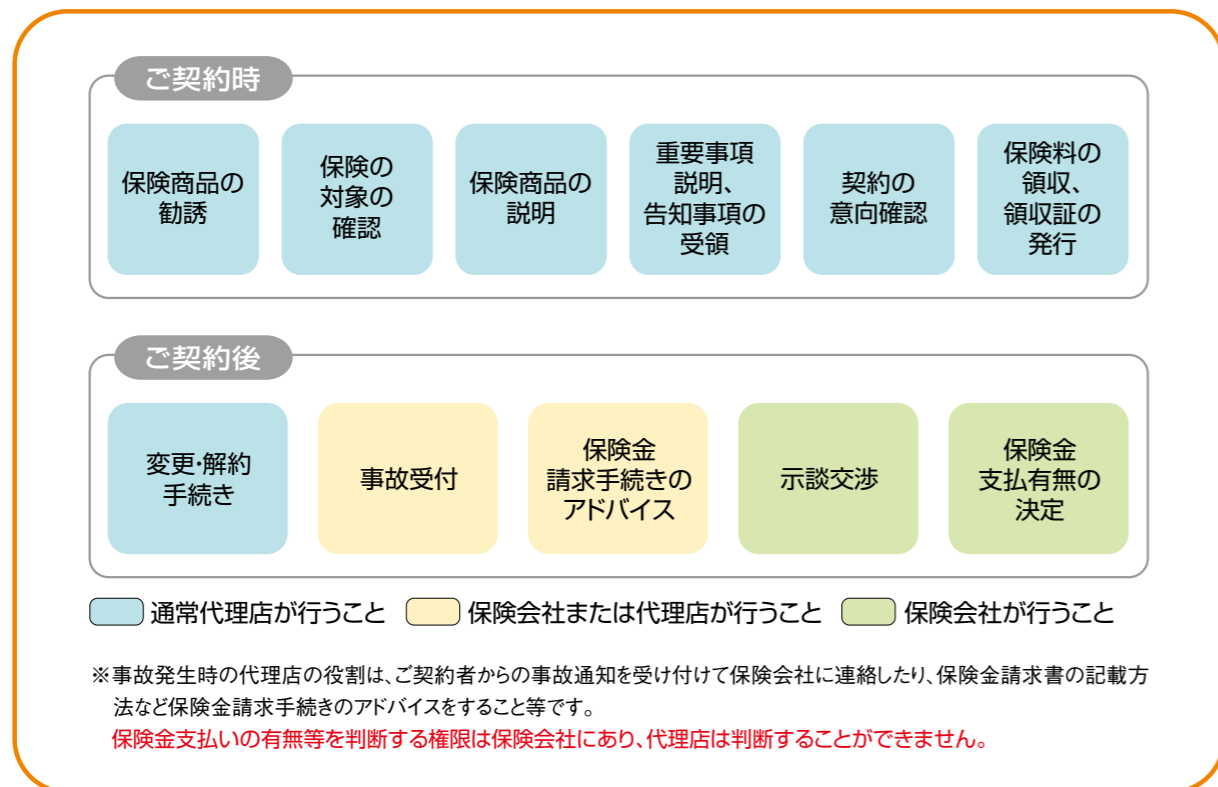 ご契約時
保険商品の
勧誘
保険の
対象の
確認
保険商品の
説明
重要事項
説明、
告知事項の
受領
契約の
意向確認
保険料の
領収、
領収証の
発行
ご契約後
変更・解約
手続き
事故受付
保険金
請求手続きの
アドバイス
示談交渉
保険金
支払有無の
決定
通常代理店が行うこと
保険会社または代理店が行うこと
保険会社が行うこと
※事故発生時の代理店の役割は、ご契約者からの事故通知を受け付けて保険会社に連絡したり、保険金請求書の記載方
法など保険金請求手続きのアドバイスをすること等です。
保険金支払いの有無等を判断する権限は保険会社にあり、代理店は判断することができません。